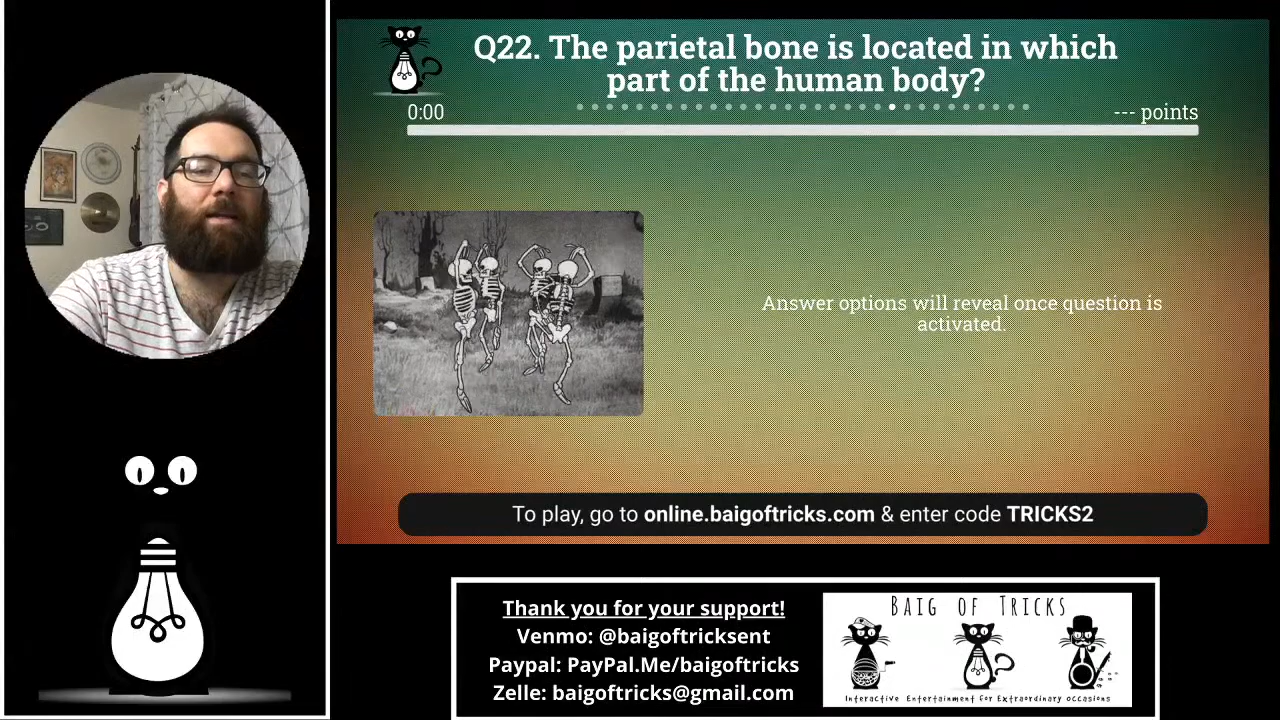 Q22. The parietal bone is located in which
part of the human body?
0:00
--- points
Answer options will reveal once question is
activated.
To play, go to online.baigoftricks.com & enter code TRICKS2
Thank you for your support!
Venmo: @baigoftricksent
Paypal: PayPal.Me/baigoftricks
Zelle: baigoftricks@gmail.com
BAIG OF TRICKS
Interactive Entertainment for Extraordinary occasions